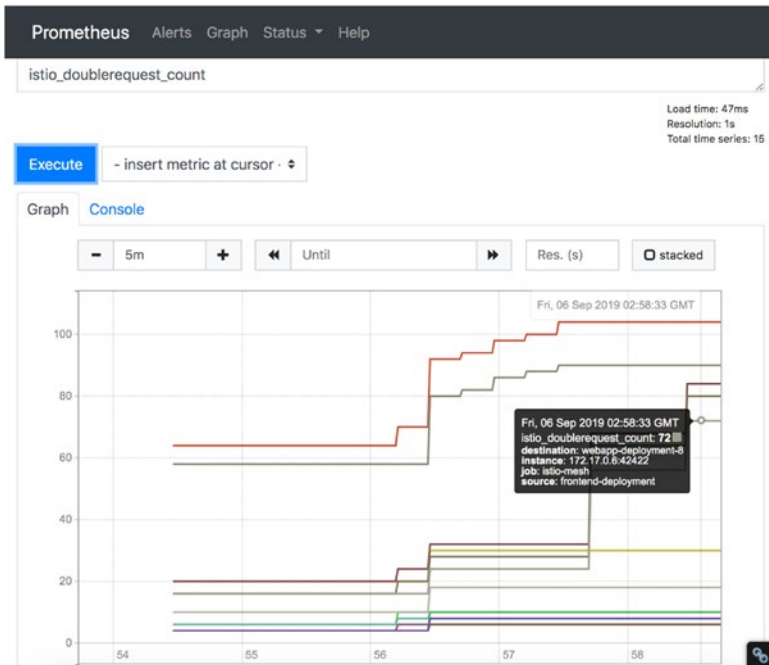 Prometheus Alerts Graph Status Help
istio_doublerequest_count
Load time: 47ms
Resolution: 1s
Total time series: 15
Execute - insert metric at cursor -
Graph Console
- 5m + Until Res. (s) stacked
Fri, 06 Sep 2019 02:58:33 GMT
100
80
Fri, 06 Sep 2019 02:58:33 GMT
istio_doublerequest_count: 72
destination: webapp-deployment-8
instance: 172.17.0.6:42422
job: istio-mesh
source: frontend-deployment
60
40
20
0
54 55 56 57 58